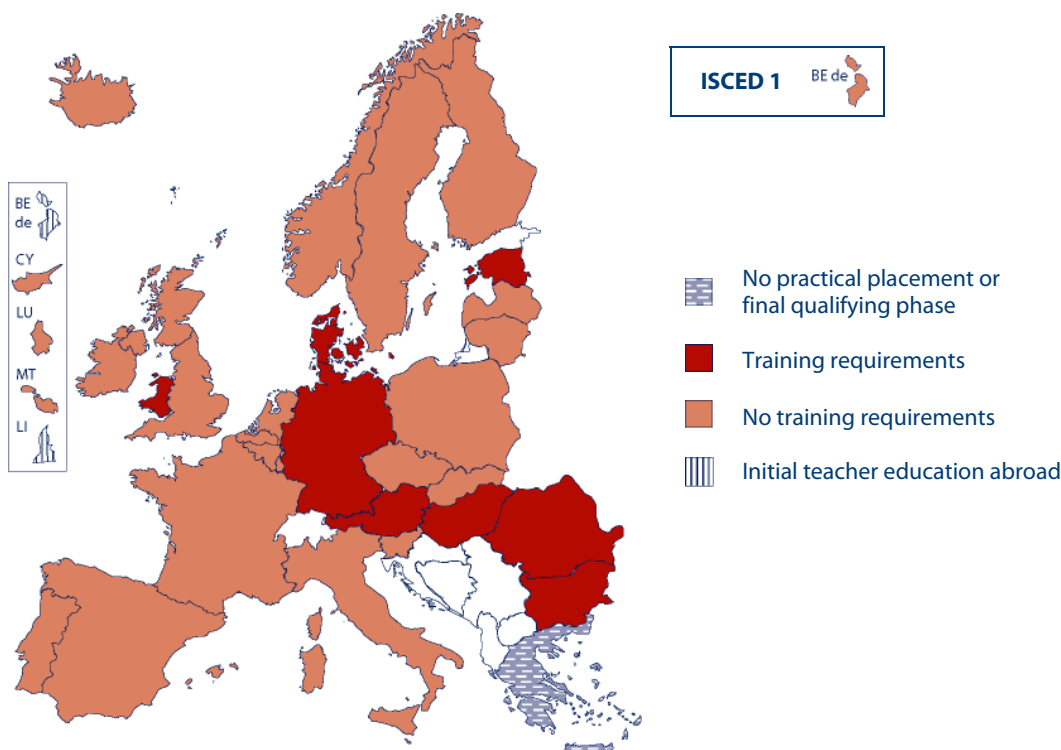 ISCED 1
BE de
BE
de
CY
LU
MT
LI
No practical placement or
final qualifying phase
Training requirements
No training requirements
Initial teacher education abroad